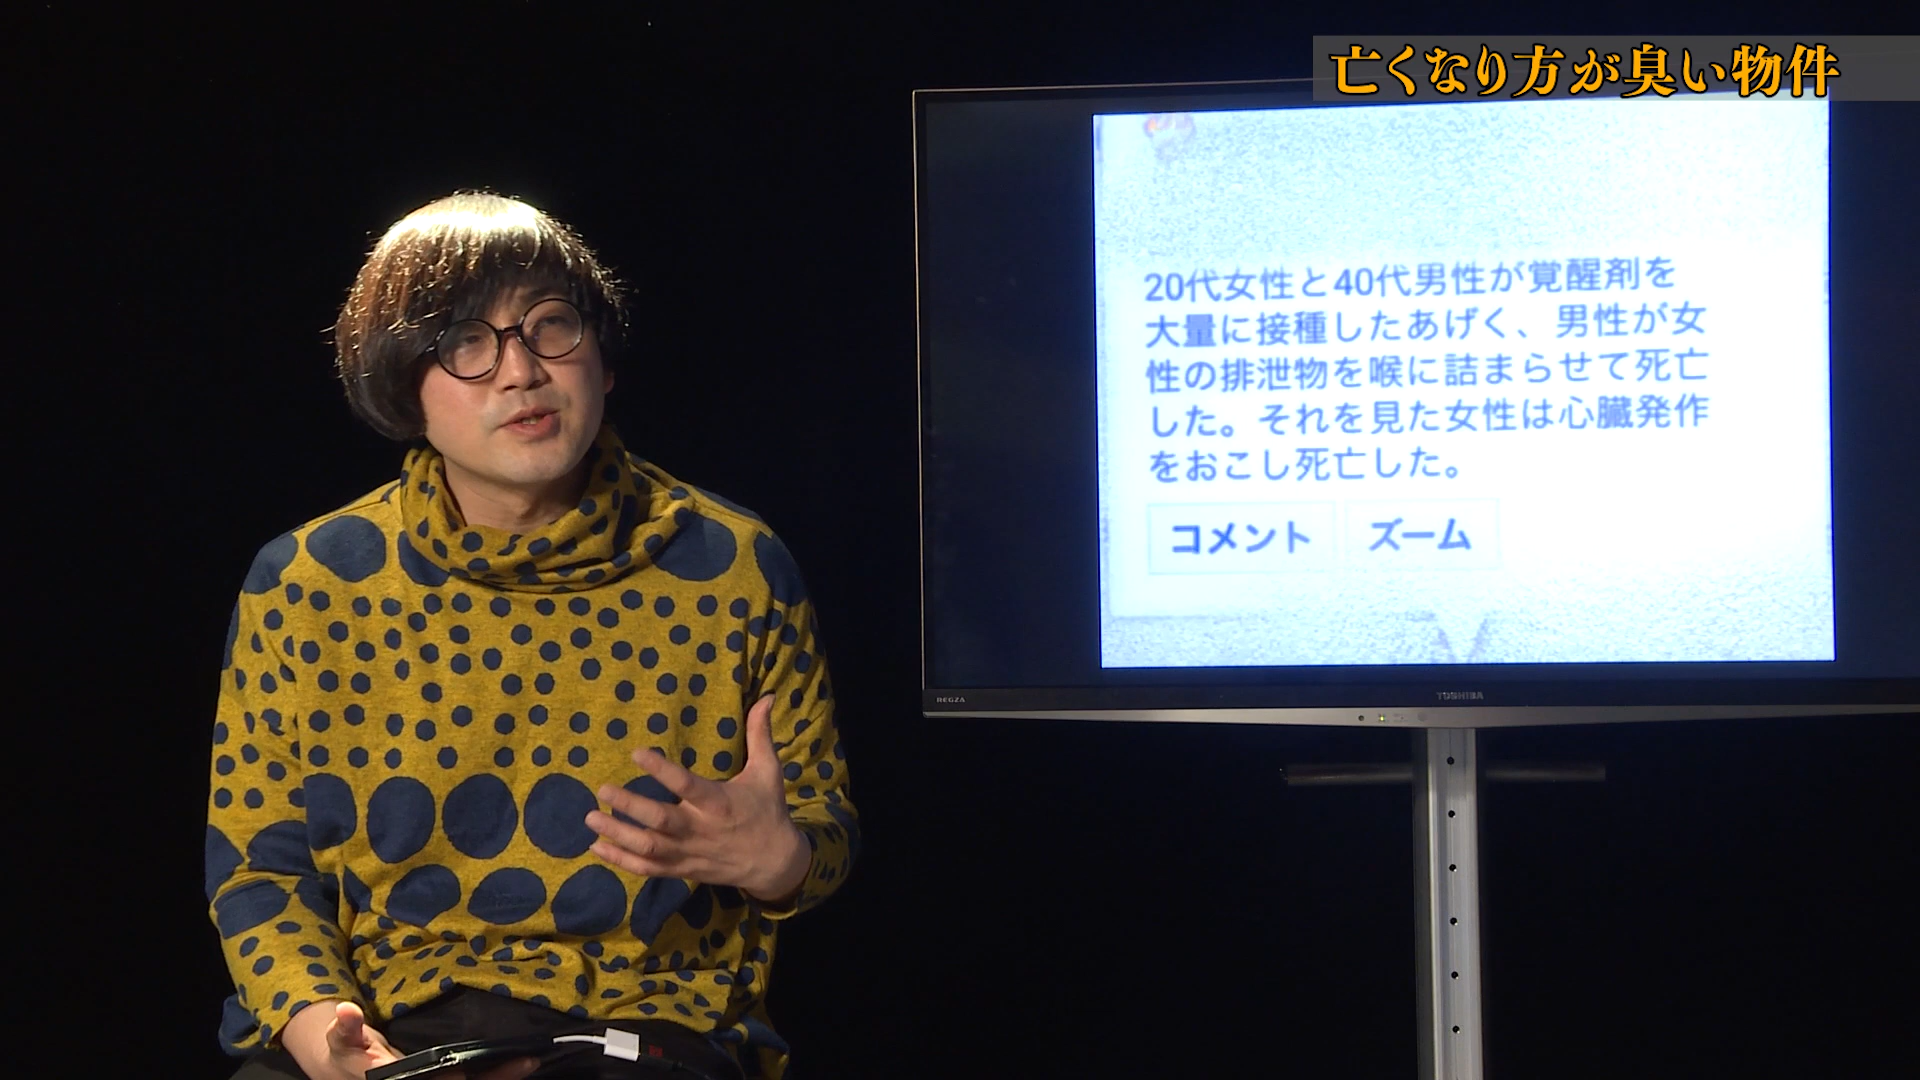 亡くなり方が臭い物件
20代女性と40代男性が覚醒剤を
大量に接種したあげく、男性が女
性の排泄物を喉に詰まらせて死亡
した。それを見た女性は心臓発作
をおこし死亡した。
コメント ズーム
REGZA
TOSHIBA